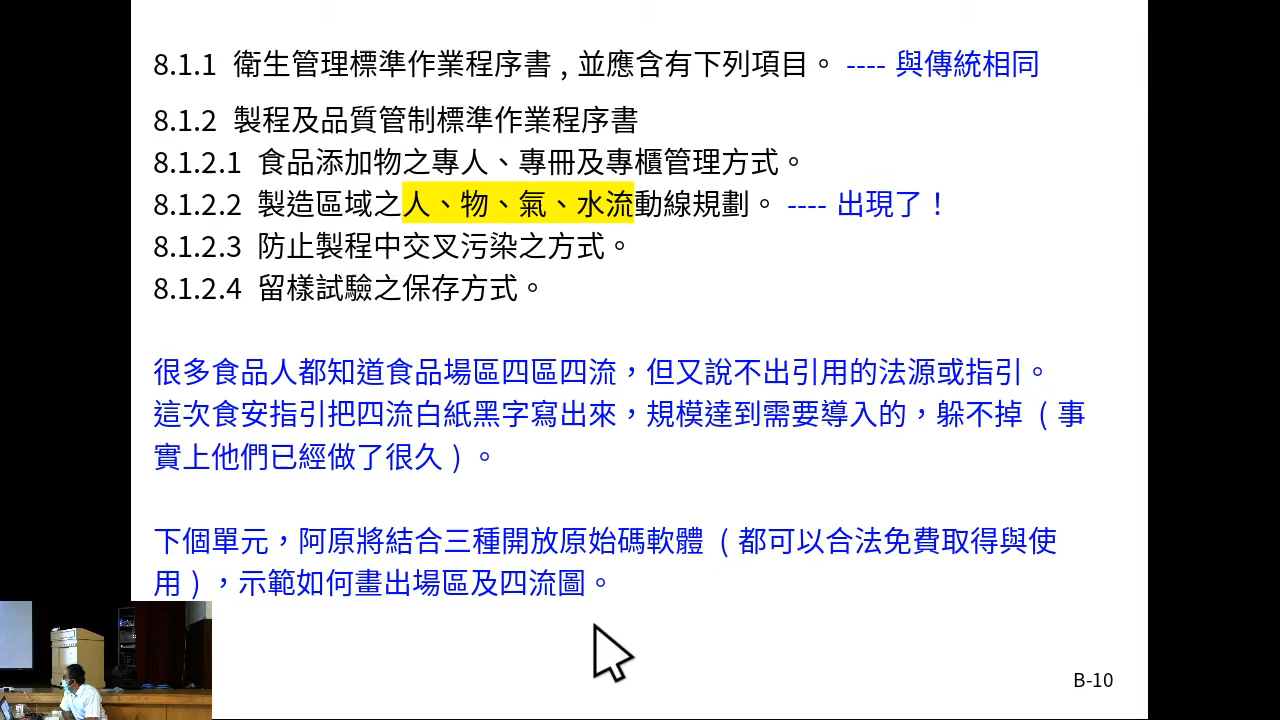 8.1.1 衛生管理標準作業程序書，並應含有下列項目。 ---- 與傳統相同
8.1.2 製程及品質管制標準作業程序書
8.1.2.1 食品添加物之專人、專冊及專櫃管理方式。
8.1.2.2 製造區域之人、物、氣、水流動線規劃。 ---- 出現了！
8.1.2.3 防止製程中交叉污染之方式。
8.1.2.4 留樣試驗之保存方式。
很多食品人都知道食品場區四區四流，但又說不出引用的法源或指引。
這次食安指引把四流白紙黑字寫出來，規模達到需要導入的，躲不掉（事
實上他們已經做了很久）。
下個單元，阿原將結合三種開放原始碼軟體（都可以合法免費取得與使
用），示範如何畫出場區及四流圖。
B-10